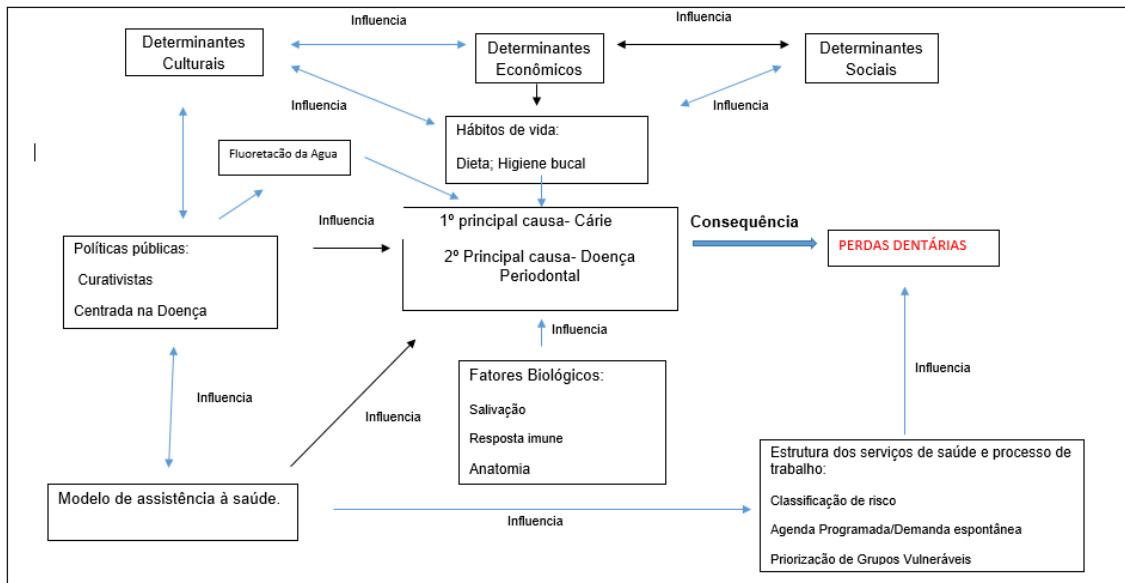 Influencia
Influencia
Determinantes
Culturais
Determinantes
Econômicos
Determinantes
Sociais
Influencia
Influencia
Hábitos de vida:
Dieta; Higiene bucal
Fluoretacão da Agua
Influencia
1º principal causa- Cárie
2º Principal causa- Doença
Periodontal
Consequência
PERDAS DENTÁRIAS
Políticas públicas:
Curativistas
Centrada na Doença
Influencia
Influencia
Influencia
Influencia
Fatores Biológicos:
Salivação
Resposta imune
Anatomia
Modelo de assistência à saúde.
Influencia
Estrutura dos serviços de saúde e processo de
trabalho:
Classificação de risco
Agenda Programada/Demanda espontânea
Priorização de Grupos Vulneráveis